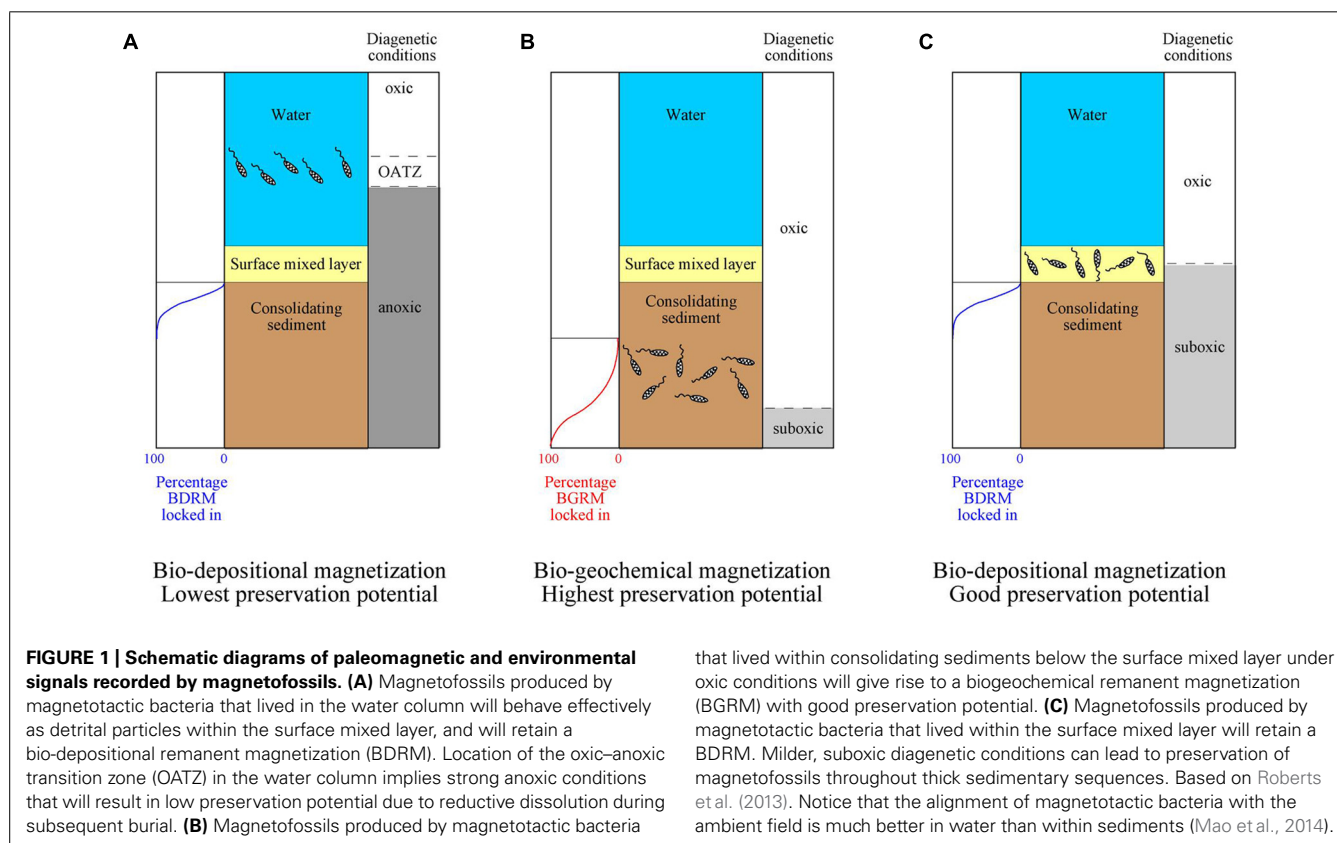 A
Diagenetic
conditions
oxic
Water
OATZ
Surface mixed layer
Consolidating
sediment
anoxic
100
0
Percentage
BDRM
locked in
Bio-depositional magnetization
Lowest preservation potential
B
Diagenetic
conditions
Water
oxic
Surface mixed layer
Consolidating
sediment
suboxic
100
0
Percentage
BGRM
locked in
Bio-geochemical magnetization
Highest preservation potential
C
Diagenetic
conditions
Water
oxic
Consolidating
sediment
suboxic
100
0
Percentage
BDRM
locked in
Bio-depositional magnetization
Good preservation potential
FIGURE 1 | Schematic diagrams of paleomagnetic and environmental
signals recorded by magnetofossils. (A) Magnetofossils produced by
magnetotactic bacteria that lived in the water column will behave effectively
as detrital particles within the surface mixed layer, and will retain a
bio-depositional remanent magnetization (BDRM). Location of the oxic–anoxic
transition zone (OATZ) in the water column implies strong anoxic conditions
that will result in low preservation potential due to reductive dissolution during
subsequent burial. (B) Magnetofossils produced by magnetotactic bacteria
that lived within consolidating sediments below the surface mixed layer under
oxic conditions will give rise to a biogeochemical remanent magnetization
(BGRM) with good preservation potential. (C) Magnetofossils produced by
magnetotactic bacteria that lived within the surface mixed layer will retain a
BDRM. Milder, suboxic diagenetic conditions can lead to preservation of
magnetofossils throughout thick sedimentary sequences. Based on Roberts
et al. (2013). Notice that the alignment of magnetotactic bacteria with the
ambient field is much better in water than within sediments (Mao et al., 2014).